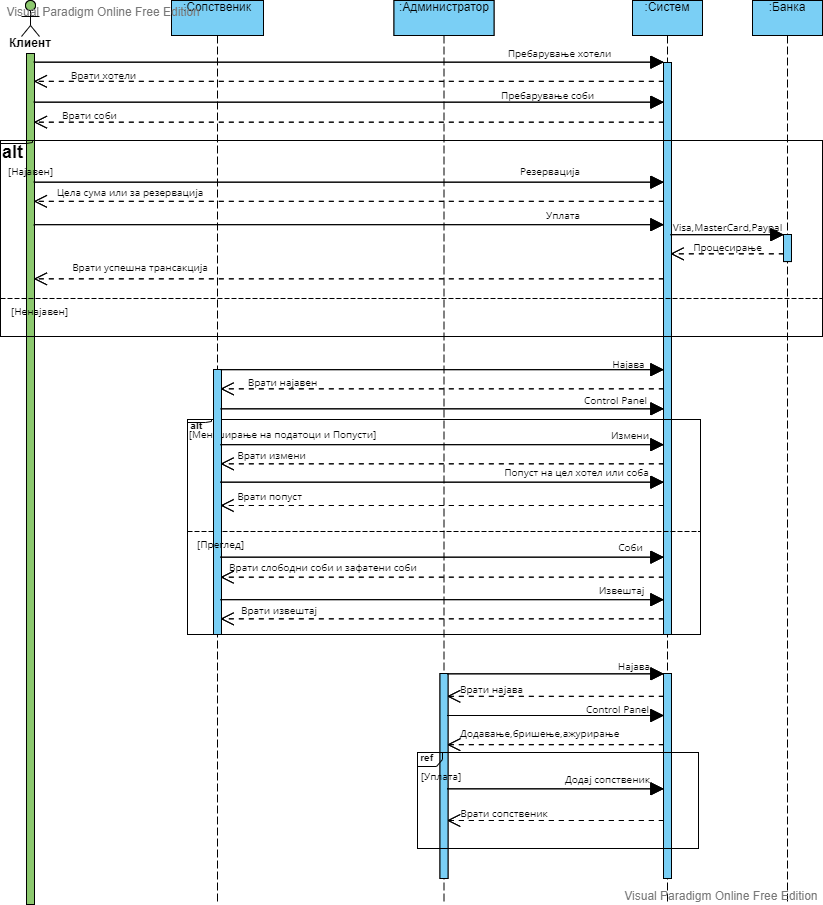 Visual Paradigm Online Free Edition
:Сопственик
:Администратор
:Систем
:Банка
Клиент
Пребарување хотели
Врати хотели
Пребарување соби
Врати соби
alt
[Најавен]
Резервација
Цела сума или за резервација
Уплата
Visa,MasterCard,Paypal
Процесирање
Врати успешна трансакција
[Ненајавен]
Најава
Врати најавен
Control Panel
alt
[Менаџирање на податоци и Попусти]
Измени
Врати измени
Попуст на цел хотел или соба
Врати попуст
[Преглед]
Соби
Врати слободни соби и зафатени соби
Извештај
Врати извештај
Најава
Врати најава
Control Panel
Додавање,бришење,ажурирање
ref
[Уплата]
Додај сопственик
Врати сопственик
Visual Paradigm Online Free Edition